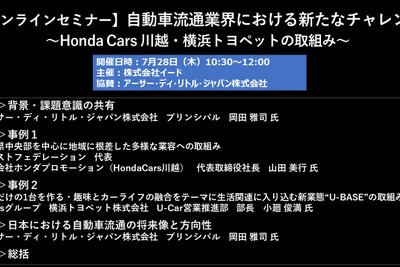 ンラインセミナー】自動車流通業界における新たなチャレン
～Honda Cars 川越・横浜トヨペットの取組み～
開催日時：7月28日（木）10:30～12:00
主催：株式会社イード
協賛：アーサー・ディ・リトル・ジャパン株式会社
＞背景・課題意識の共有
サー・ディ・リトル・ジャパン株式会社 プリンシパル 岡田 雅司 氏
＞事例１
県中央部を中心に地域に根差した多様な業容への取組み
ストフェデレーション 代表
会社ホンダプロモーション（HondaCars川越） 代表取締役社長 山田 美行 氏
＞事例２
だけの1台を作る・趣味とカーライフの融合をテーマに生活関連に入り込む新業態“U-BASE”の取組み
sグループ 横浜トヨペット株式会社 U-Car営業推進部 部長 小廻 俊満 氏
＞日本における自動車流通の将来像と方向性
サー・ディ・リトル・ジャパン株式会社 プリンシパル 岡田 雅司 氏
＞総括